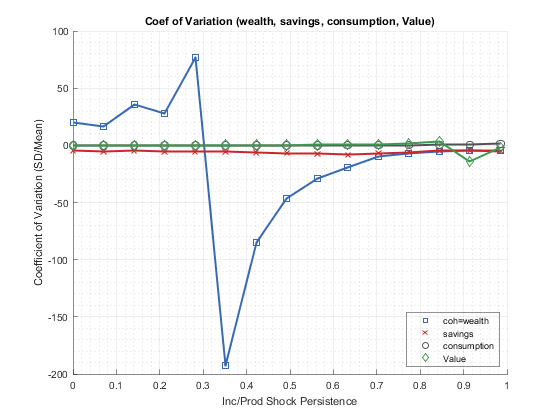 Coef of Variation (wealth, savings, consumption, Value)
100
50
0
-50
-100
-150
-200
Coefficient of Variation (SD/Mean)
coh=wealth
savings
consumption
Value
0 0.1 0.2 0.3 0.4 0.5 0.6 0.7 0.8 0.9 1
Inc/Prod Shock Persistence